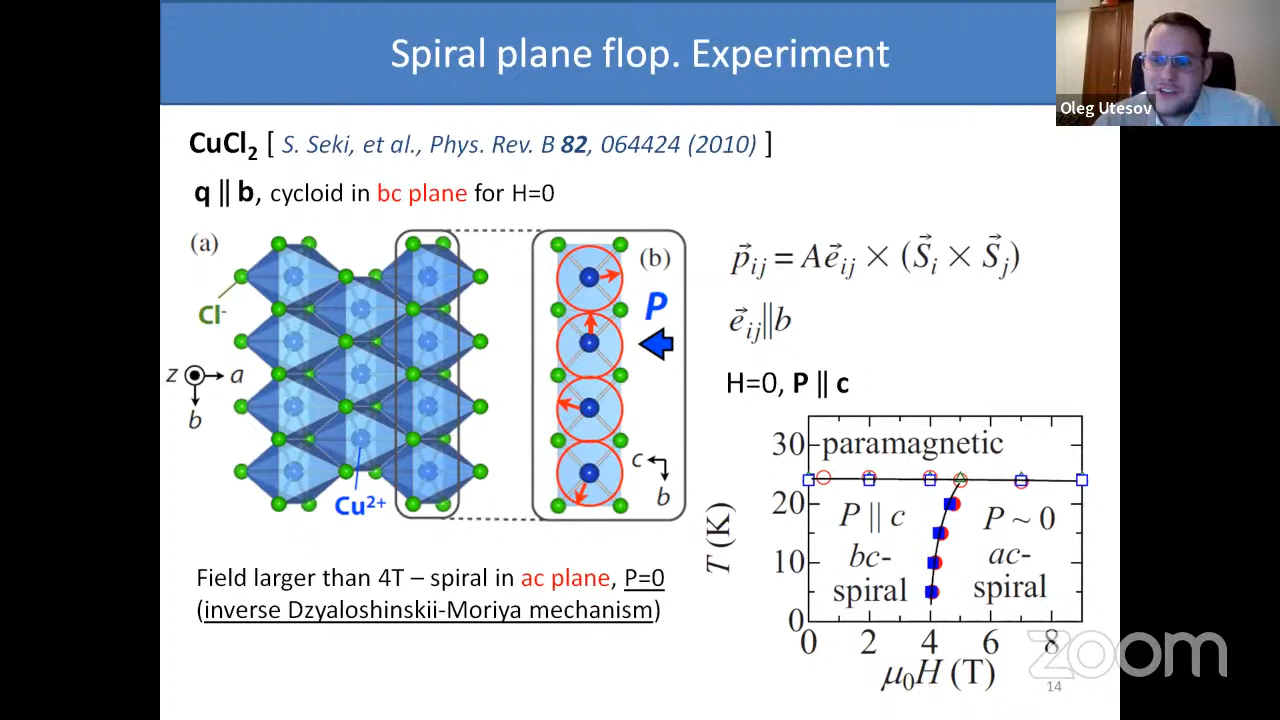 Spiral plane flop. Experiment
Oleg Utesov
CuCl2 [ S. Seki, et al., Phys. Rev. B 82, 064424 (2010) ]
q || b, cycloid in bc plane for H=0
(a)
Cl-
z
a
b
Cu2+
(b)
P
c
b
p⃗ij = Ae⃗ij × (S⃗i × S⃗j)
e⃗ij||b
H=0, P || c
30
20
10
0
T (K)
paramagnetic
P || c
bc-
spiral
P ~ 0
ac-
spiral
0 2 4 6 8
μ0H (T)
Field larger than 4T – spiral in ac plane, P=0
(inverse Dzyaloshinskii-Moriya mechanism)
zoom
14